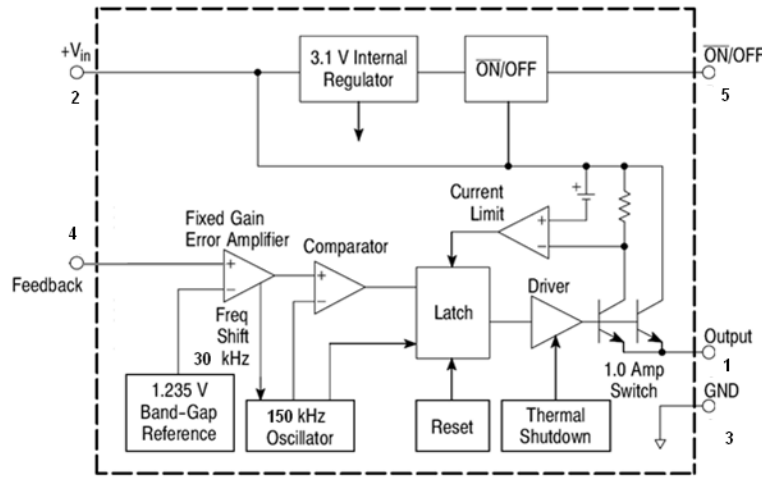 +Vin
2
3.1 V Internal
Regulator
ON/OFF
ON/OFF
5
4
Feedback
Fixed Gain
Error Amplifier
Comparator
Current
Limit
+
+
−
+
−
+
−
Freq
Shift
30 kHz
Latch
Driver
Output
1
1.0 Amp
Switch
GND
3
1.235 V
Band-Gap
Reference
150 kHz
Oscillator
Reset
Thermal
Shutdown